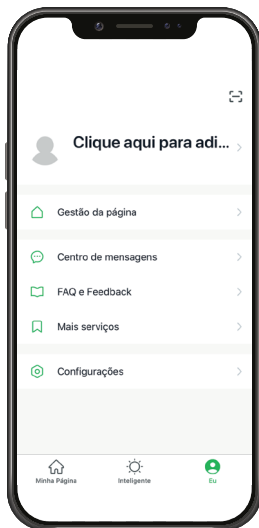 Clique aqui para adi...
Gestão da página
Centro de mensagens
FAQ e Feedback
Mais serviços
Configurações
Minha Página
Inteligente
Eu